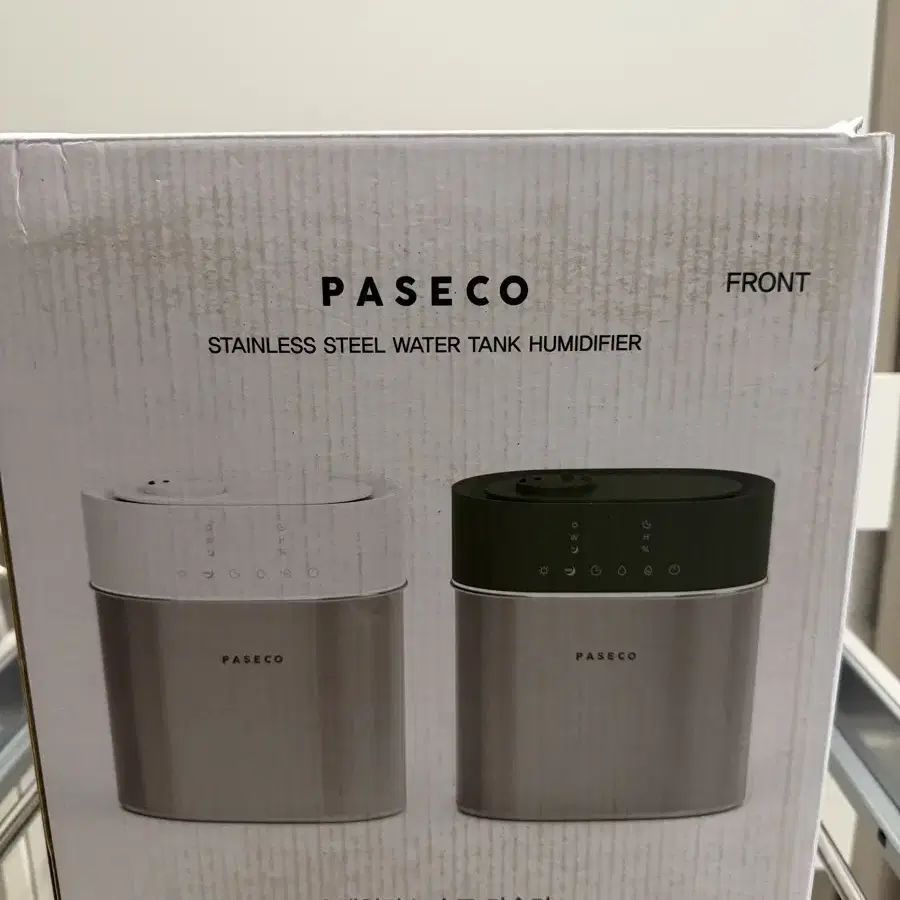 PASECO
FRONT
STAINLESS STEEL WATER TANK HUMIDIFIER
W
H
%
W
H
%
PASECO
PASECO